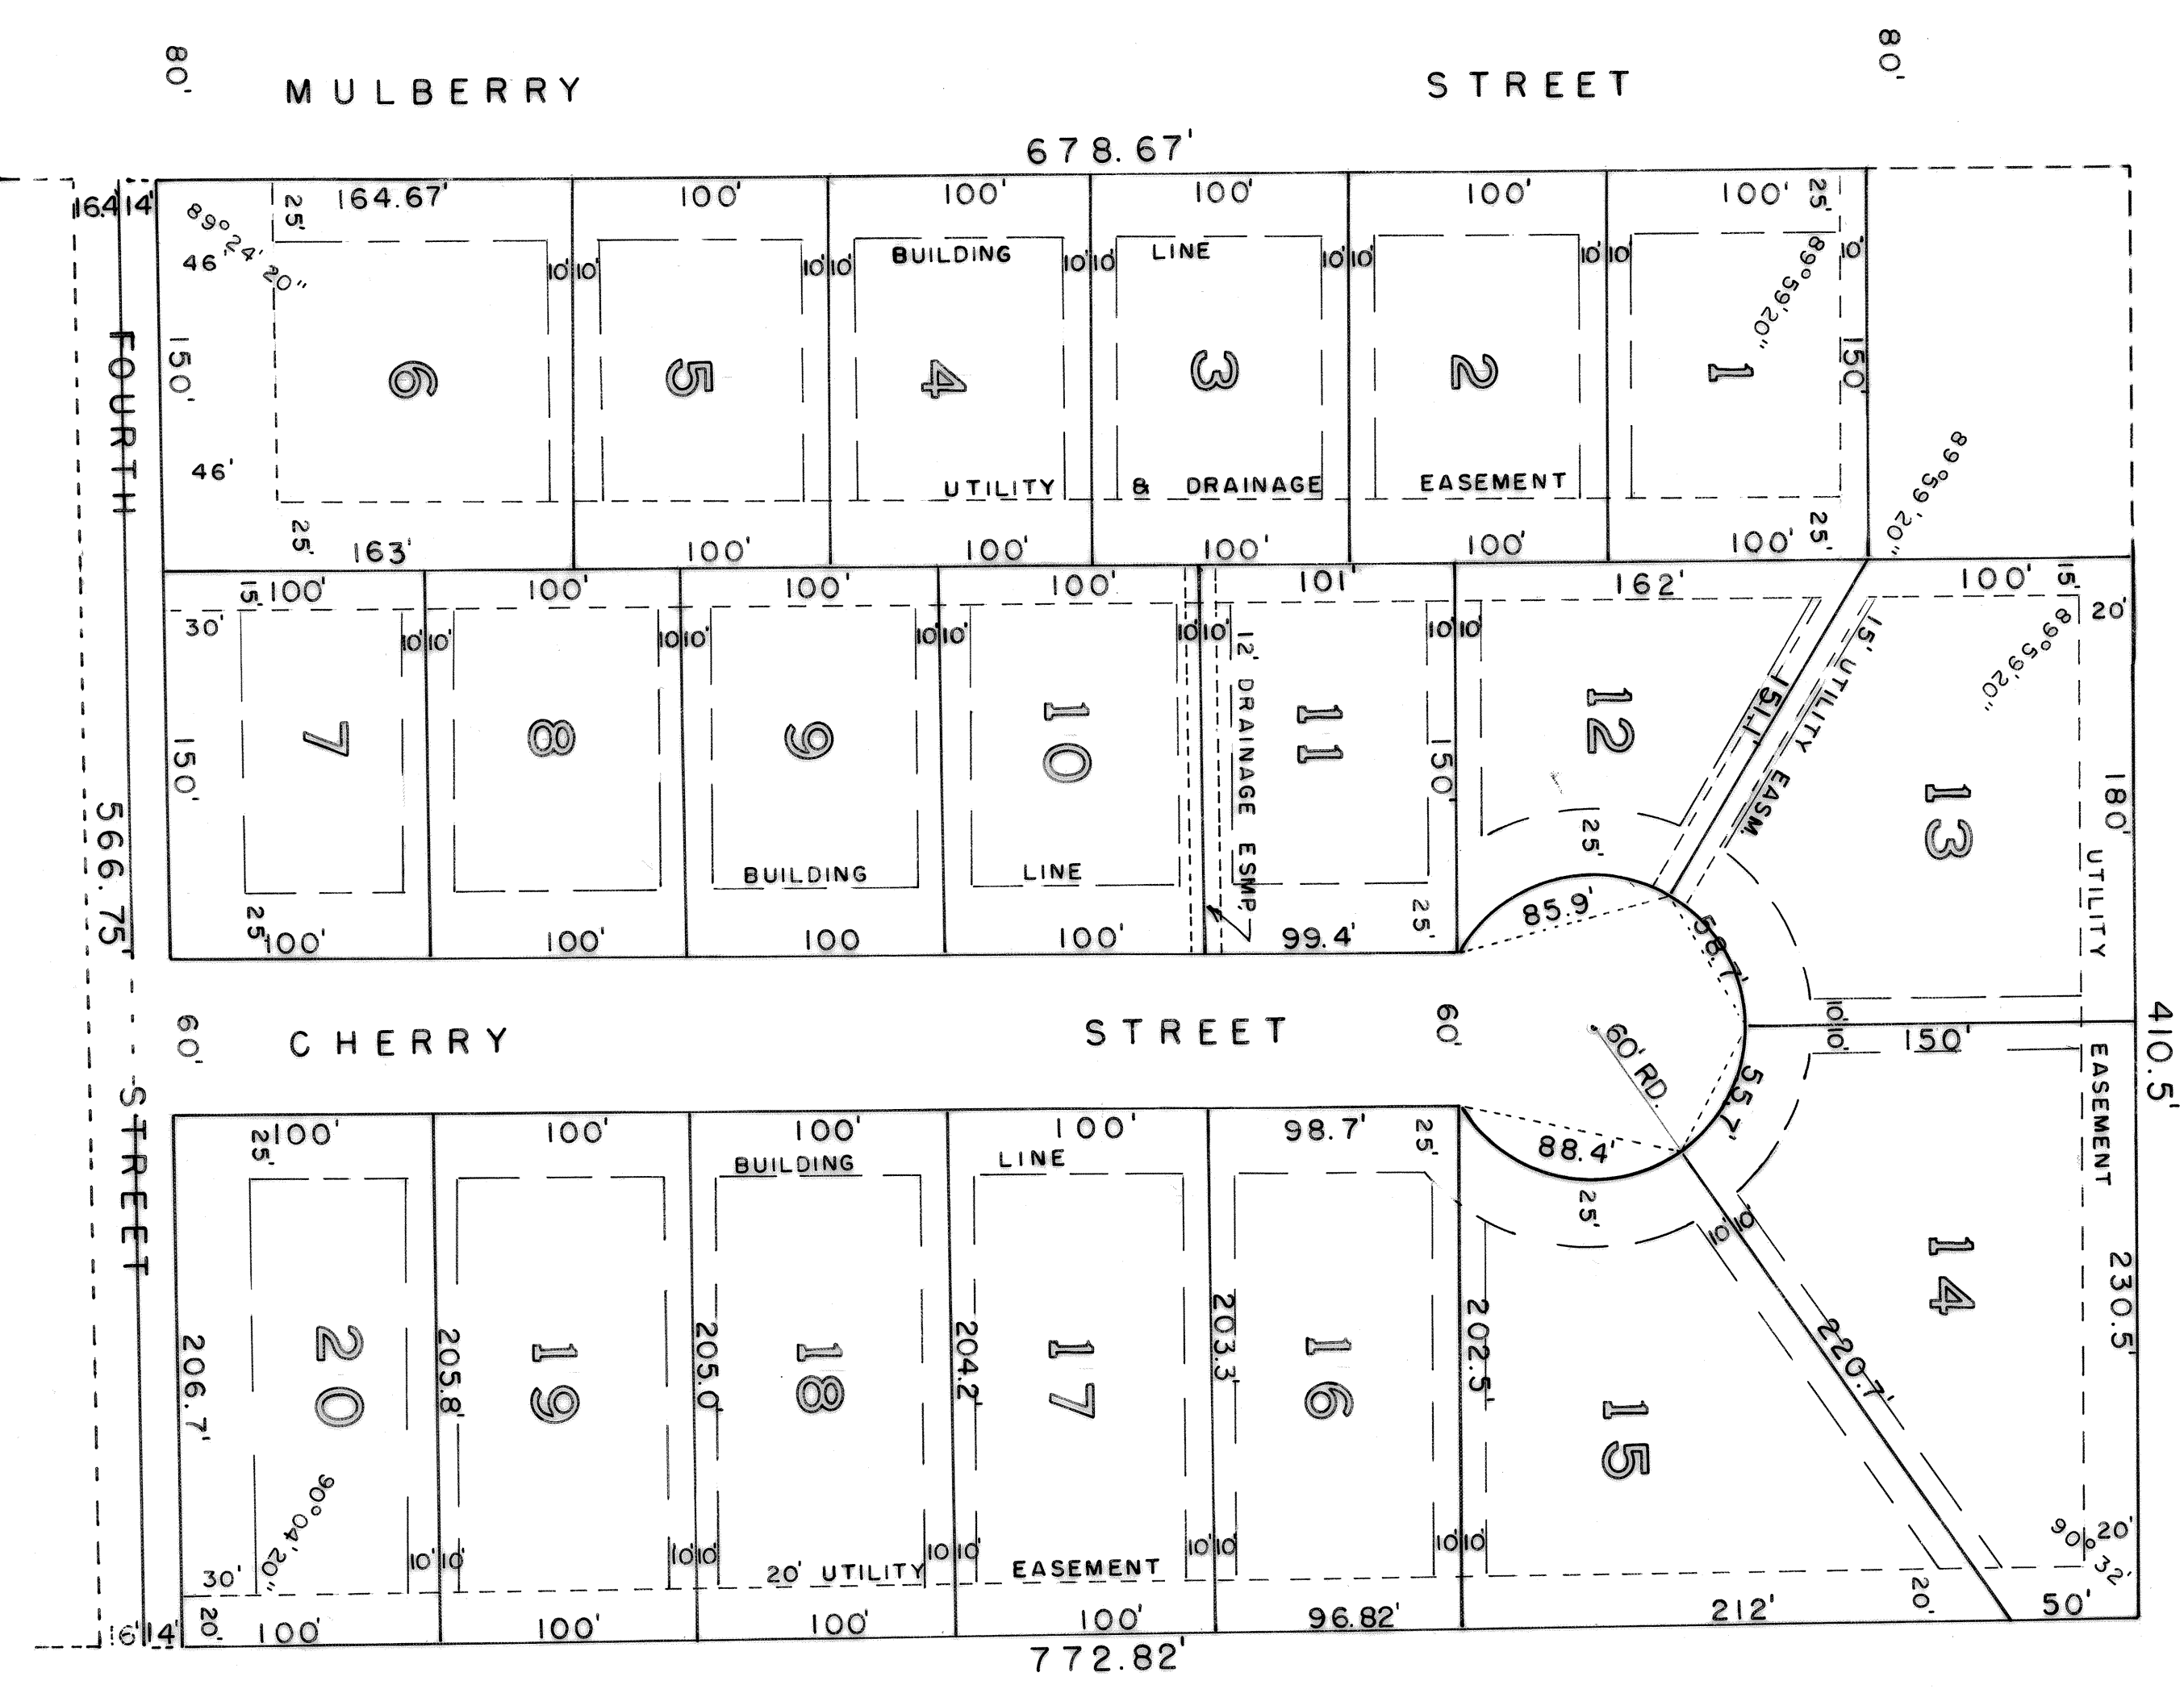 80' 80'
MULBERRY STREET
678.67'
16.4' 14' 164.67' 100' 100' 100' 100' 100'
25' 25'
89° 24' 20" 89°59'20"
46' BUILDING LINE
10' 10' 10' 10' 10' 10' 10' 10' 10' 10' 10'
FOURTH 150' 6 5 4 3 2 1 150'
46' UTILITY & DRAINAGE EASEMENT
89°59'20"
25' 25'
163' 100' 100' 100' 100' 100'
100' 100' 100' 100' 101' 162' 100'
15' 15'
30' 20'
10' 10' 10' 10' 10' 10' 10' 10' 10' 10'
89°59'20"
12' DRAINAGE ESMP.
15' UTILITY EASM.
151.1'
150' 7 8 9 10 11 150' 12 13 180'
566.75'
BUILDING LINE
25' 25' 25'
100' 100' 100 100' 99.4'
85.9' 58.7'
UTILITY
CHERRY STREET
60' 60'
60' RD.
10' 10' 150'
410.5'
55.7'
88.4'
EASEMENT
STREET
100' 100' 100' 100' 98.7'
25' 25' 25'
BUILDING LINE
10' 10'
206.7' 20 205.8' 19 205.0' 18 204.2' 17 203.3' 16 202.5' 15 220.7' 14 230.5'
90°04'20"
10' 10' 10' 10' 10' 10' 10' 10' 10' 10'
90° 32' 20'
30' 20' UTILITY EASEMENT
20' 20'
16' 14' 100' 100' 100' 100' 96.82' 212' 50'
772.82'